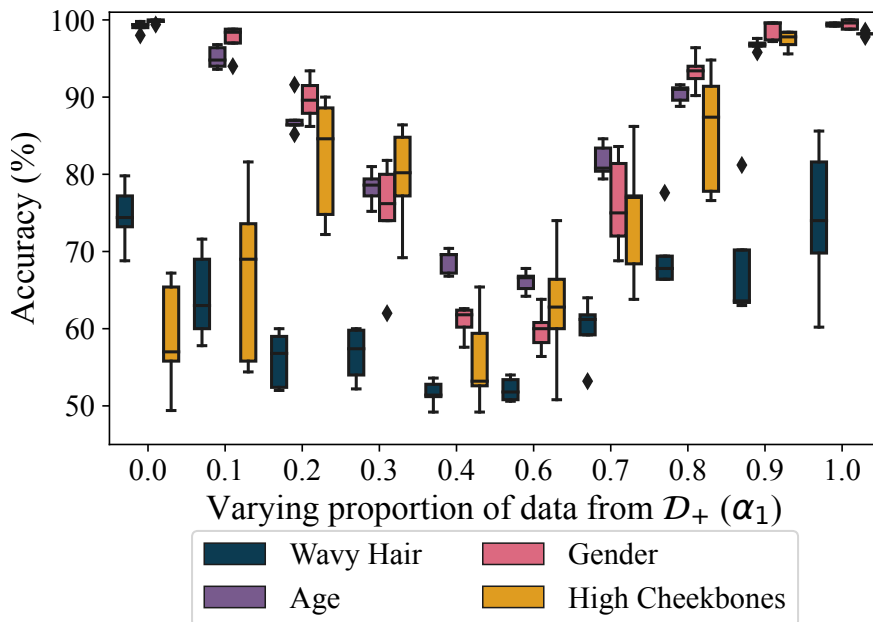 100
90
80
70
60
50
Accuracy (%)
0.0 0.1 0.2 0.3 0.4 0.6 0.7 0.8 0.9 1.0
Varying proportion of data from 𝒟₊ (α₁)
Wavy Hair Gender
Age High Cheekbones